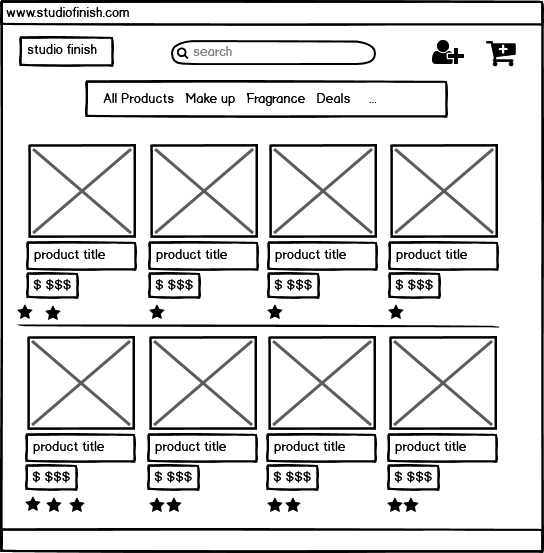 www.studiofinish.com
studio finish
search
All Products Make up Fragrance Deals ...
product title product title product title product title
$ $$$ $ $$$ $ $$$ $ $$$
product title product title product title product title
$ $$$ $ $$$ $ $$$ $ $$$